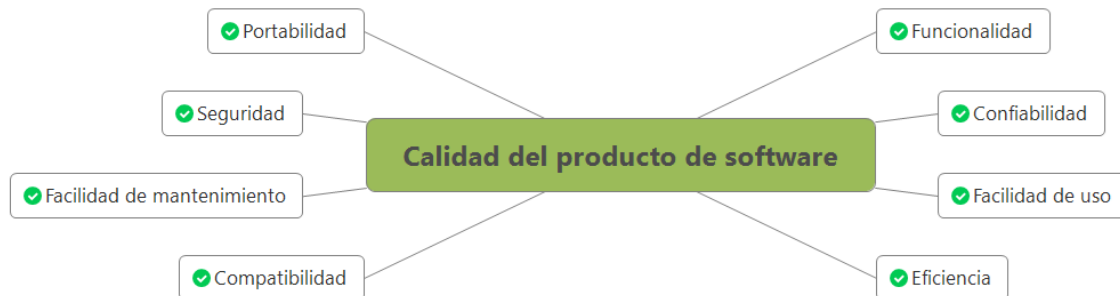 Portabilidad
Funcionalidad
Seguridad
Confiabilidad
Calidad del producto de software
Facilidad de mantenimiento
Facilidad de uso
Compatibilidad
Eficiencia